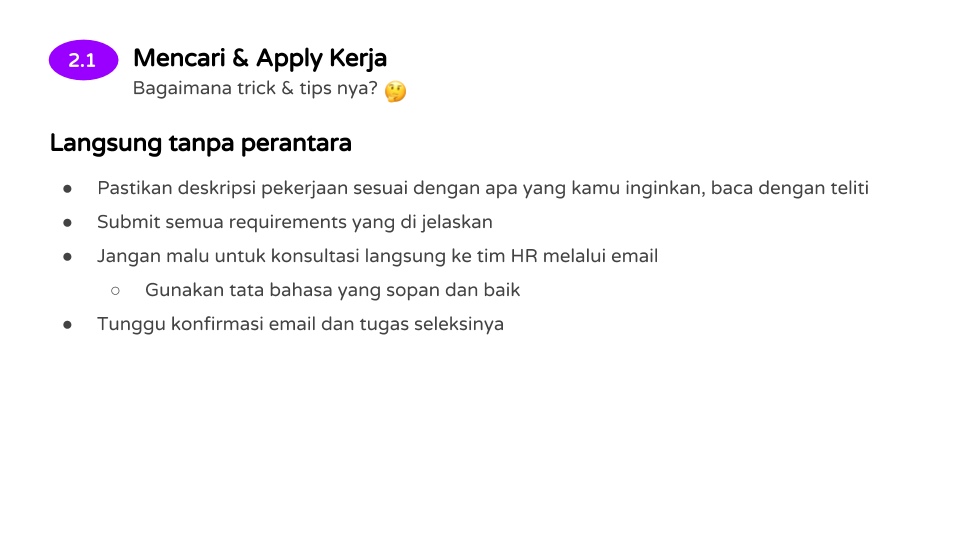 2.1
Mencari & Apply Kerja
Bagaimana trick & tips nya? 🤔
Langsung tanpa perantara
● Pastikan deskripsi pekerjaan sesuai dengan apa yang kamu inginkan, baca dengan teliti
● Submit semua requirements yang di jelaskan
● Jangan malu untuk konsultasi langsung ke tim HR melalui email
○ Gunakan tata bahasa yang sopan dan baik
● Tunggu konfirmasi email dan tugas seleksinya